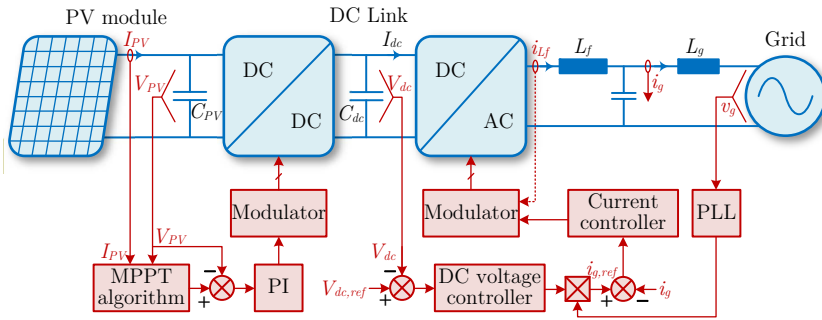 PV module
DC Link
Grid
I_PV
I_dc
i_Lf
L_f
L_g
V_PV
DC
V_dc
DC
C_PV
DC
C_dc
AC
i_g
v_g
Modulator
Modulator
Current controller
PLL
I_PV
V_PV
V_dc
i_g,ref
MPPT algorithm
−
+
PI
V_dc,ref
−
+
DC voltage controller
+
−
i_g